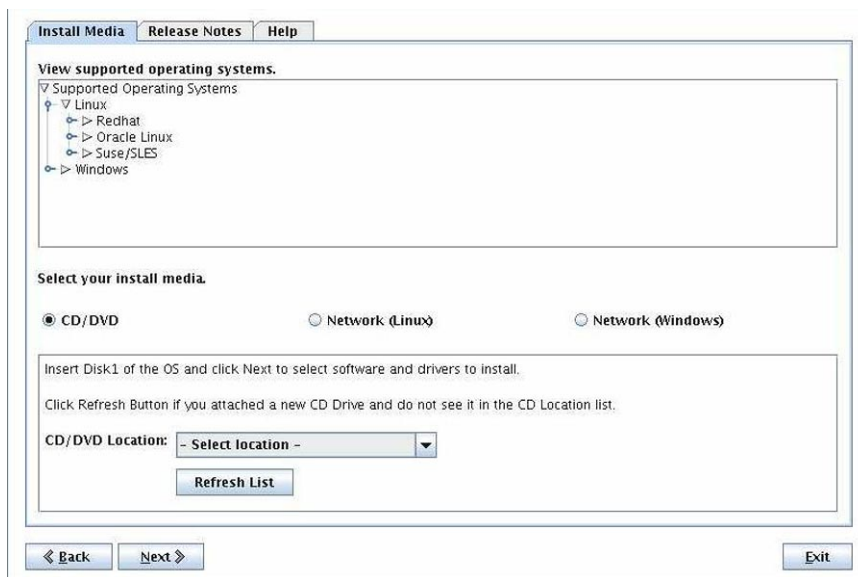 Install Media Release Notes Help
View supported operating systems.
Supported Operating Systems
Linux
Redhat
Oracle Linux
Suse/SLES
Windows
Select your install media.
CD/DVD Network (Linux) Network (Windows)
Insert Disk1 of the OS and click Next to select software and drivers to install.
Click Refresh Button if you attached a new CD Drive and do not see it in the CD Location list.
CD/DVD Location: - Select location -
Refresh List
Back Next Exit